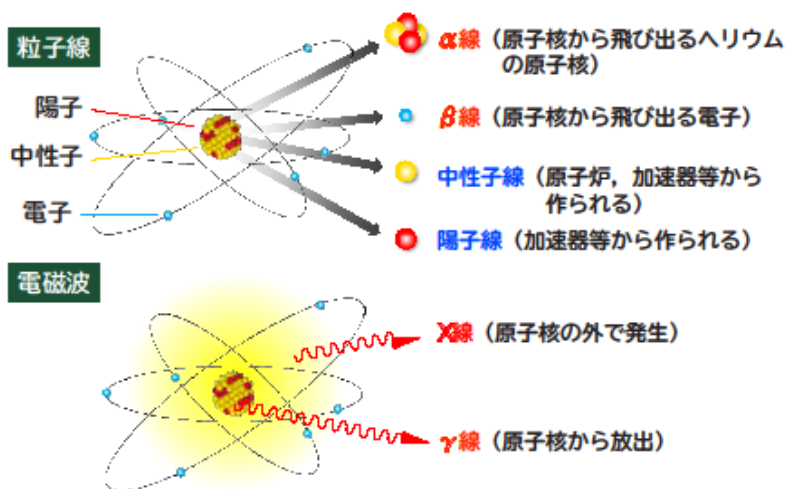 粒子線
陽子
中性子
電子
α線（原子核から飛び出るヘリウム
の原子核）
β線（原子核から飛び出る電子）
中性子線（原子炉，加速器等から
作られる）
陽子線（加速器等から作られる）
電磁波
X線（原子核の外で発生）
γ線（原子核から放出）